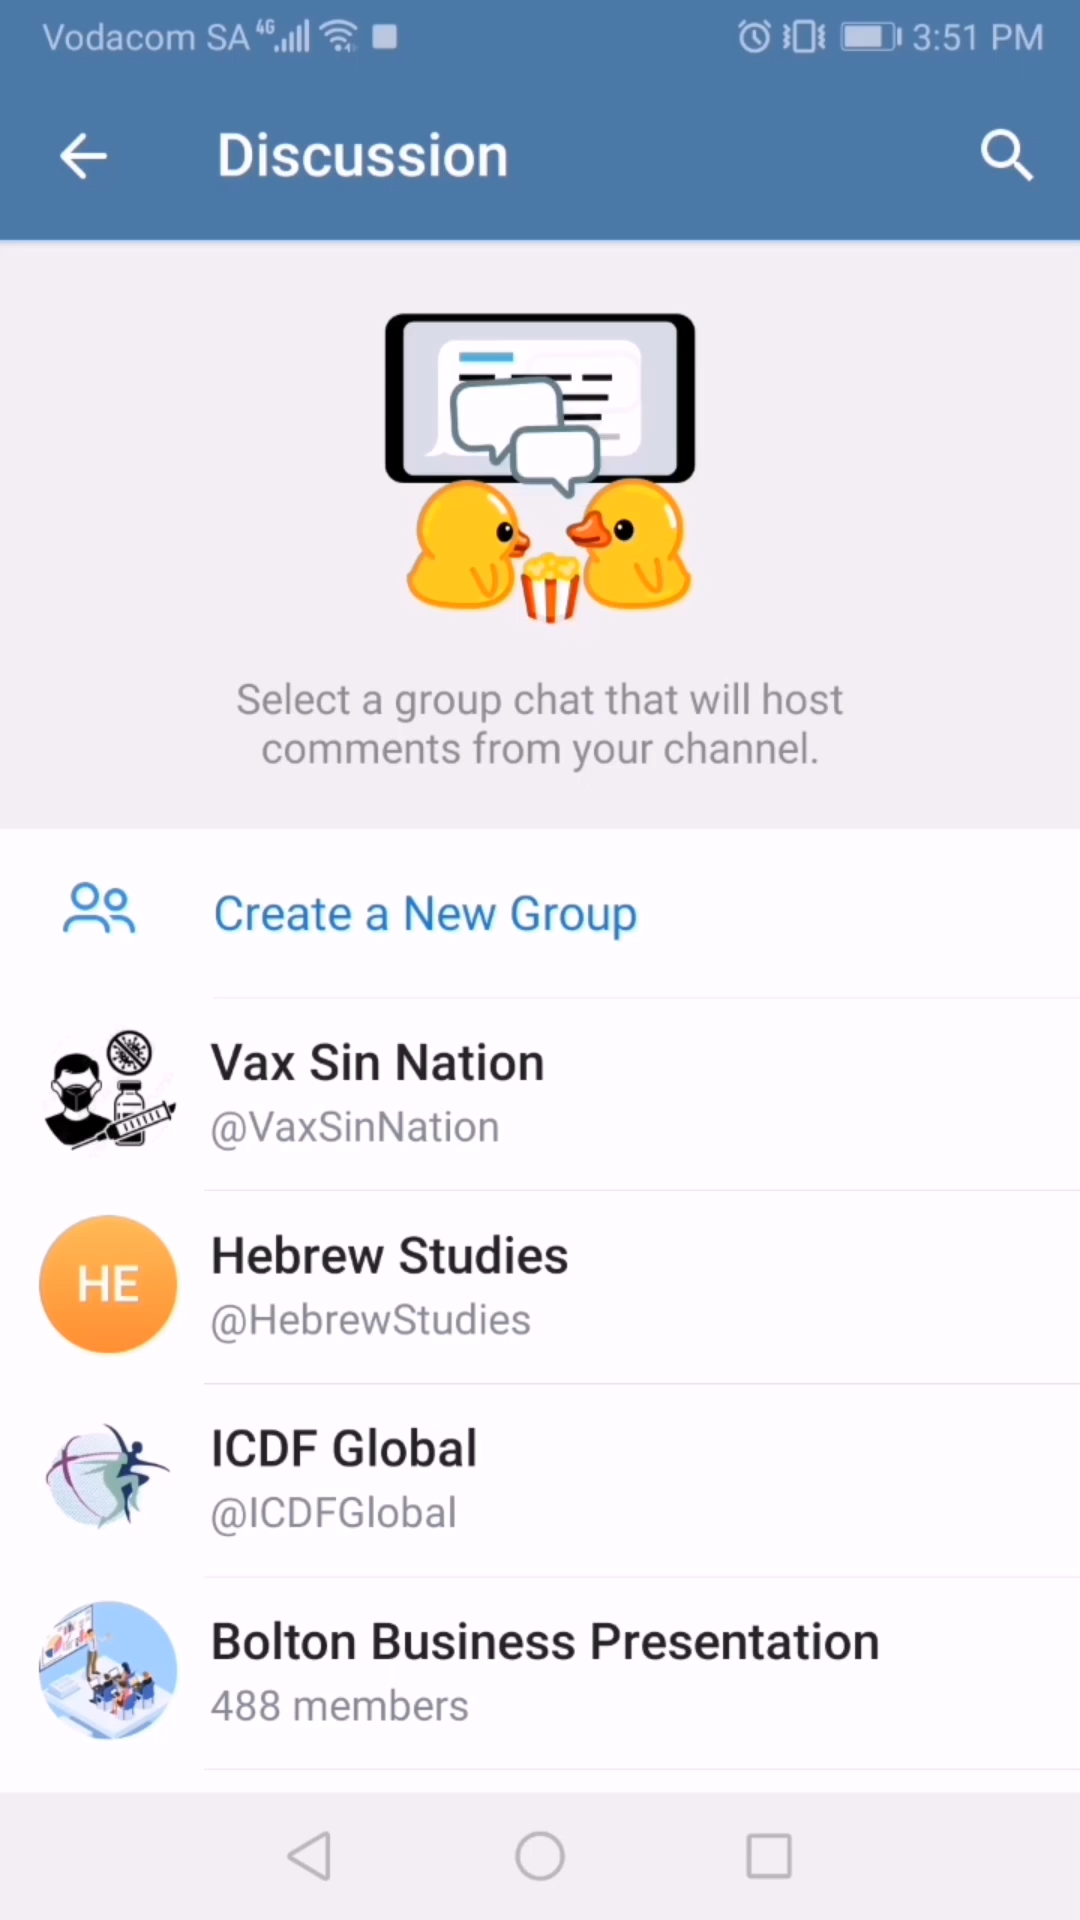 Vodacom SA 4G 3:51 PM
Discussion
Select a group chat that will host
comments from your channel.
Create a New Group
Vax Sin Nation
@VaxSinNation
HE
Hebrew Studies
@HebrewStudies
ICDF Global
@ICDFGlobal
Bolton Business Presentation
488 members